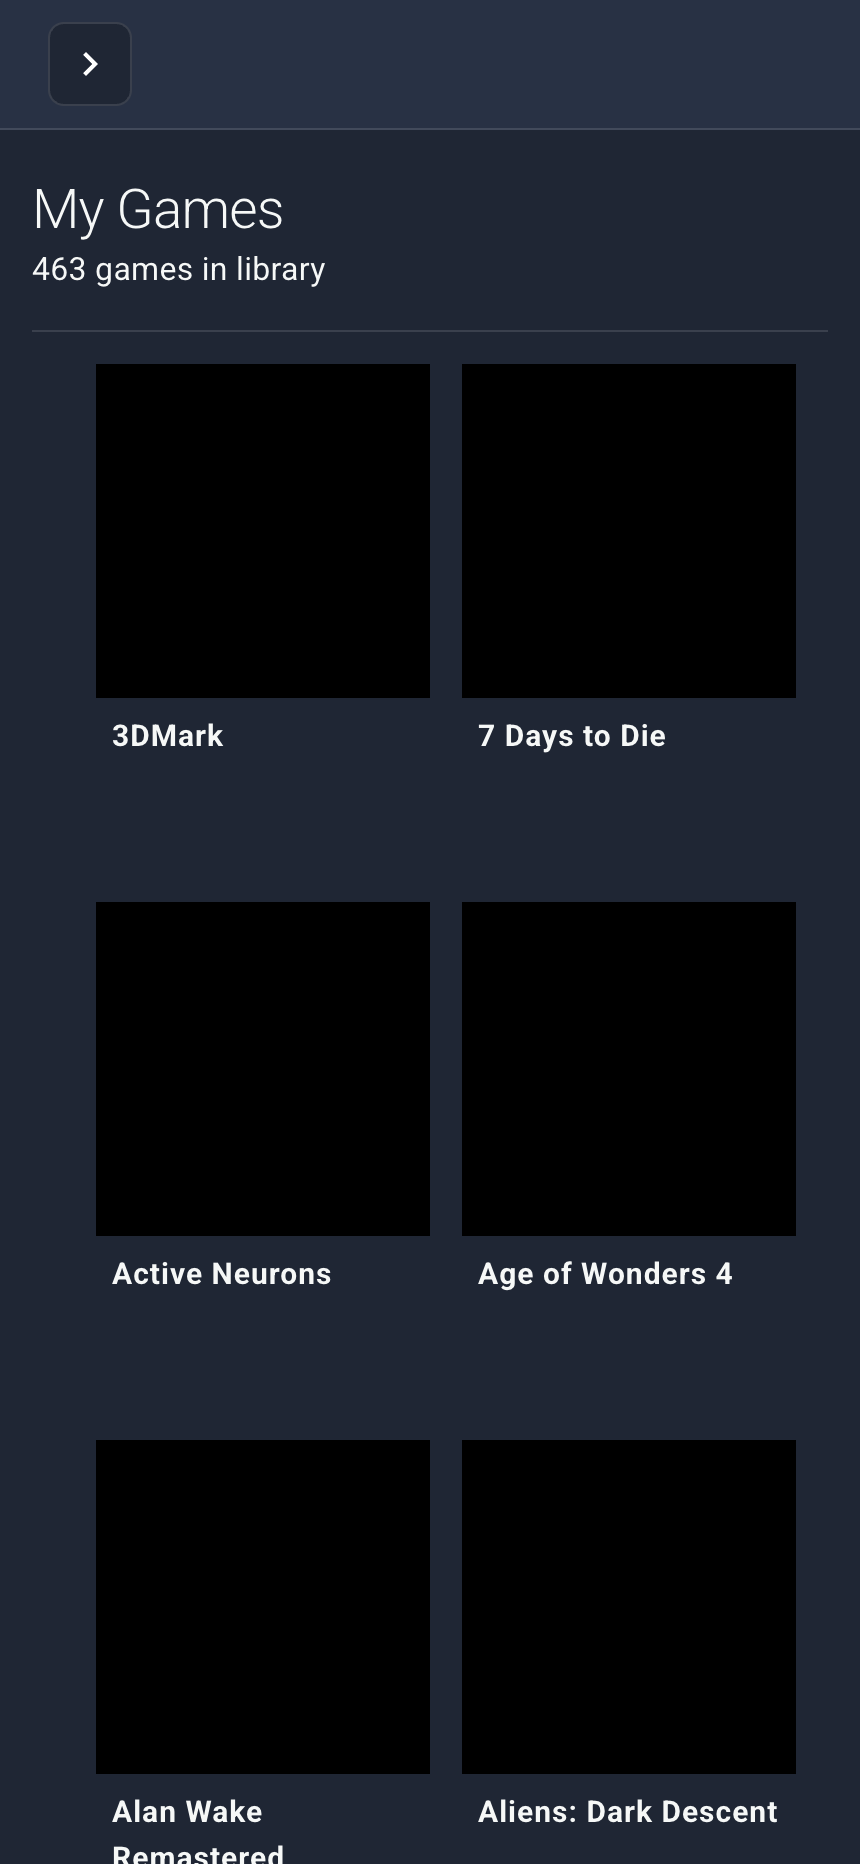 My Games
463 games in library
3DMark
7 Days to Die
Active Neurons
Age of Wonders 4
Alan Wake
Remastered
Aliens: Dark Descent